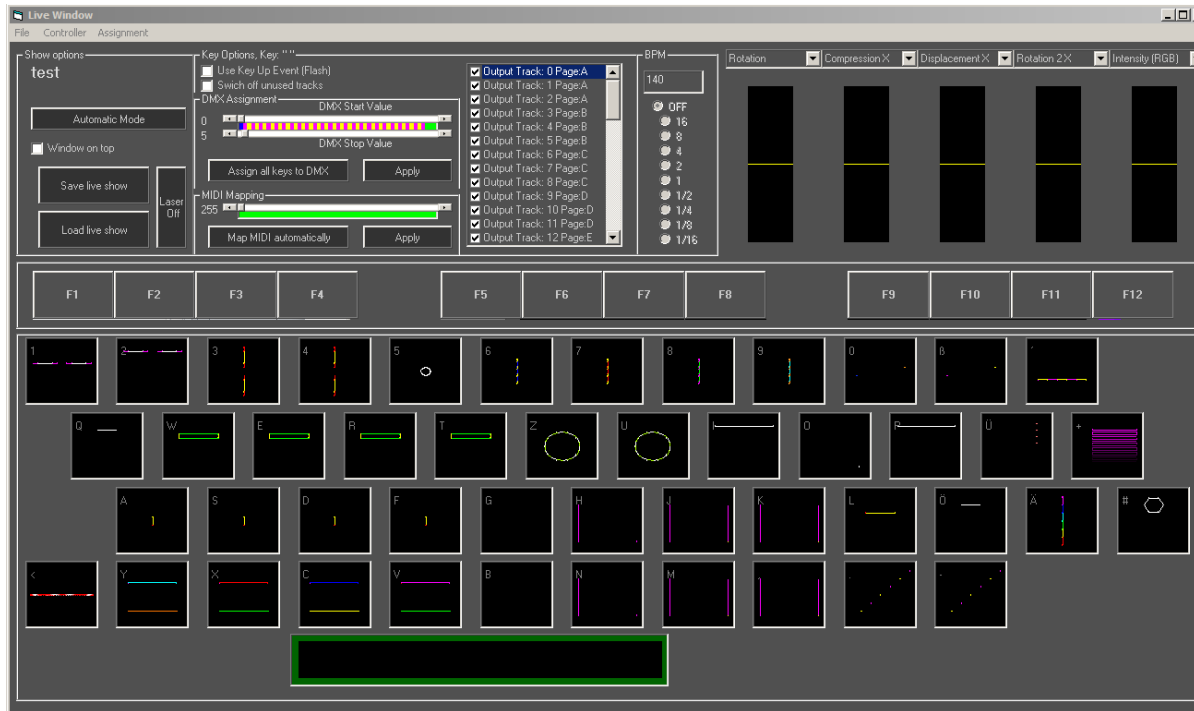 Live Window
File Controller Assignment
Show options
test
Automatic Mode
Window on top
Save live show
Load live show
Laser Off
Key Options, Key: ""
Use Key Up Event (Flash)
Swich off unused tracks
DMX Assignment
DMX Start Value
0
5
DMX Stop Value
Assign all keys to DMX Apply
MIDI Mapping
255
Map MIDI automatically Apply
Output Track: 0 Page:A
Output Track: 1 Page:A
Output Track: 2 Page:A
Output Track: 3 Page:B
Output Track: 4 Page:B
Output Track: 5 Page:B
Output Track: 6 Page:C
Output Track: 7 Page:C
Output Track: 8 Page:C
Output Track: 9 Page:D
Output Track: 10 Page:D
Output Track: 11 Page:D
Output Track: 12 Page:E
BPM
140
OFF
16
8
4
2
1
1/2
1/4
1/8
1/16
Rotation Compression X Displacement X Rotation 2 X Intensity (RGB)
F1 F2 F3 F4 F5 F6 F7 F8 F9 F10 F11 F12
1 2 3 4 5 6 7 8 9 0 ß ´
Q W E R T Z U I O P Ü +
A S D F G H J K L Ö Ä #
< Y X C V B N M , . -